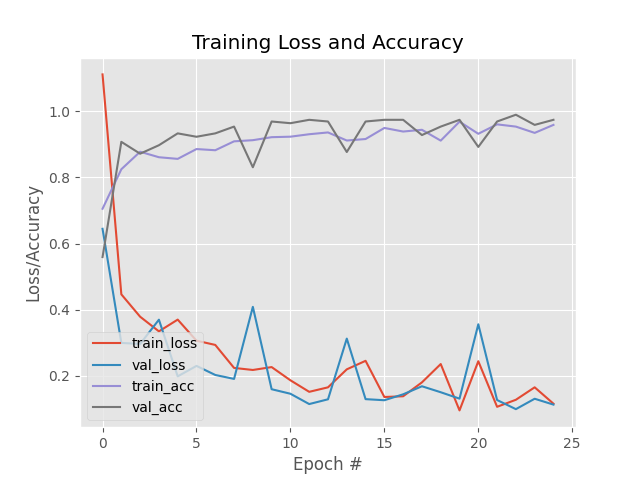 Training Loss and Accuracy
Loss/Accuracy
1.0
0.8
0.6
0.4
0.2
train_loss
val_loss
train_acc
val_acc
0 5 10 15 20 25
Epoch #